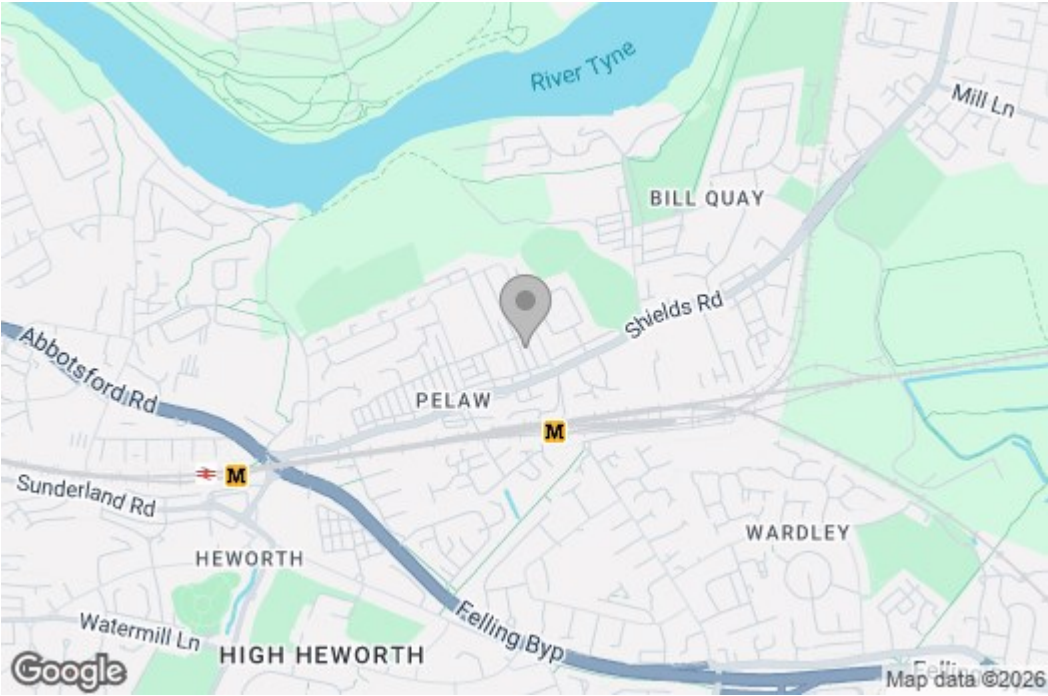 River Tyne
Mill Ln
BILL QUAY
Shields Rd
Abbotsford Rd
PELAW
M
M
Sunderland Rd
WARDLEY
HEWORTH
Watermill Ln
Felling Byp
HIGH HEWORTH
Felling
Google
Map data ©2026